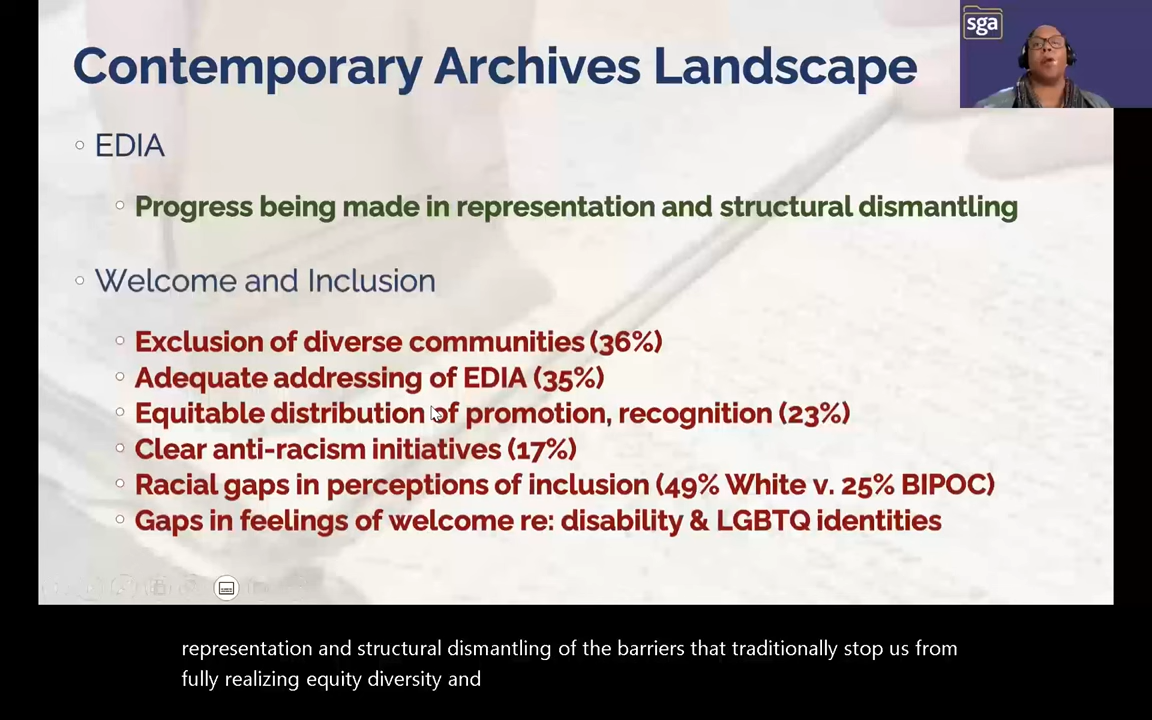 sga
Contemporary Archives Landscape
EDIA
Progress being made in representation and structural dismantling
Welcome and Inclusion
Exclusion of diverse communities (36%)
Adequate addressing of EDIA (35%)
Equitable distribution of promotion, recognition (23%)
Clear anti-racism initiatives (17%)
Racial gaps in perceptions of inclusion (49% White v. 25% BIPOC)
Gaps in feelings of welcome re: disability & LGBTQ identities
representation and structural dismantling of the barriers that traditionally stop us from
fully realizing equity diversity and